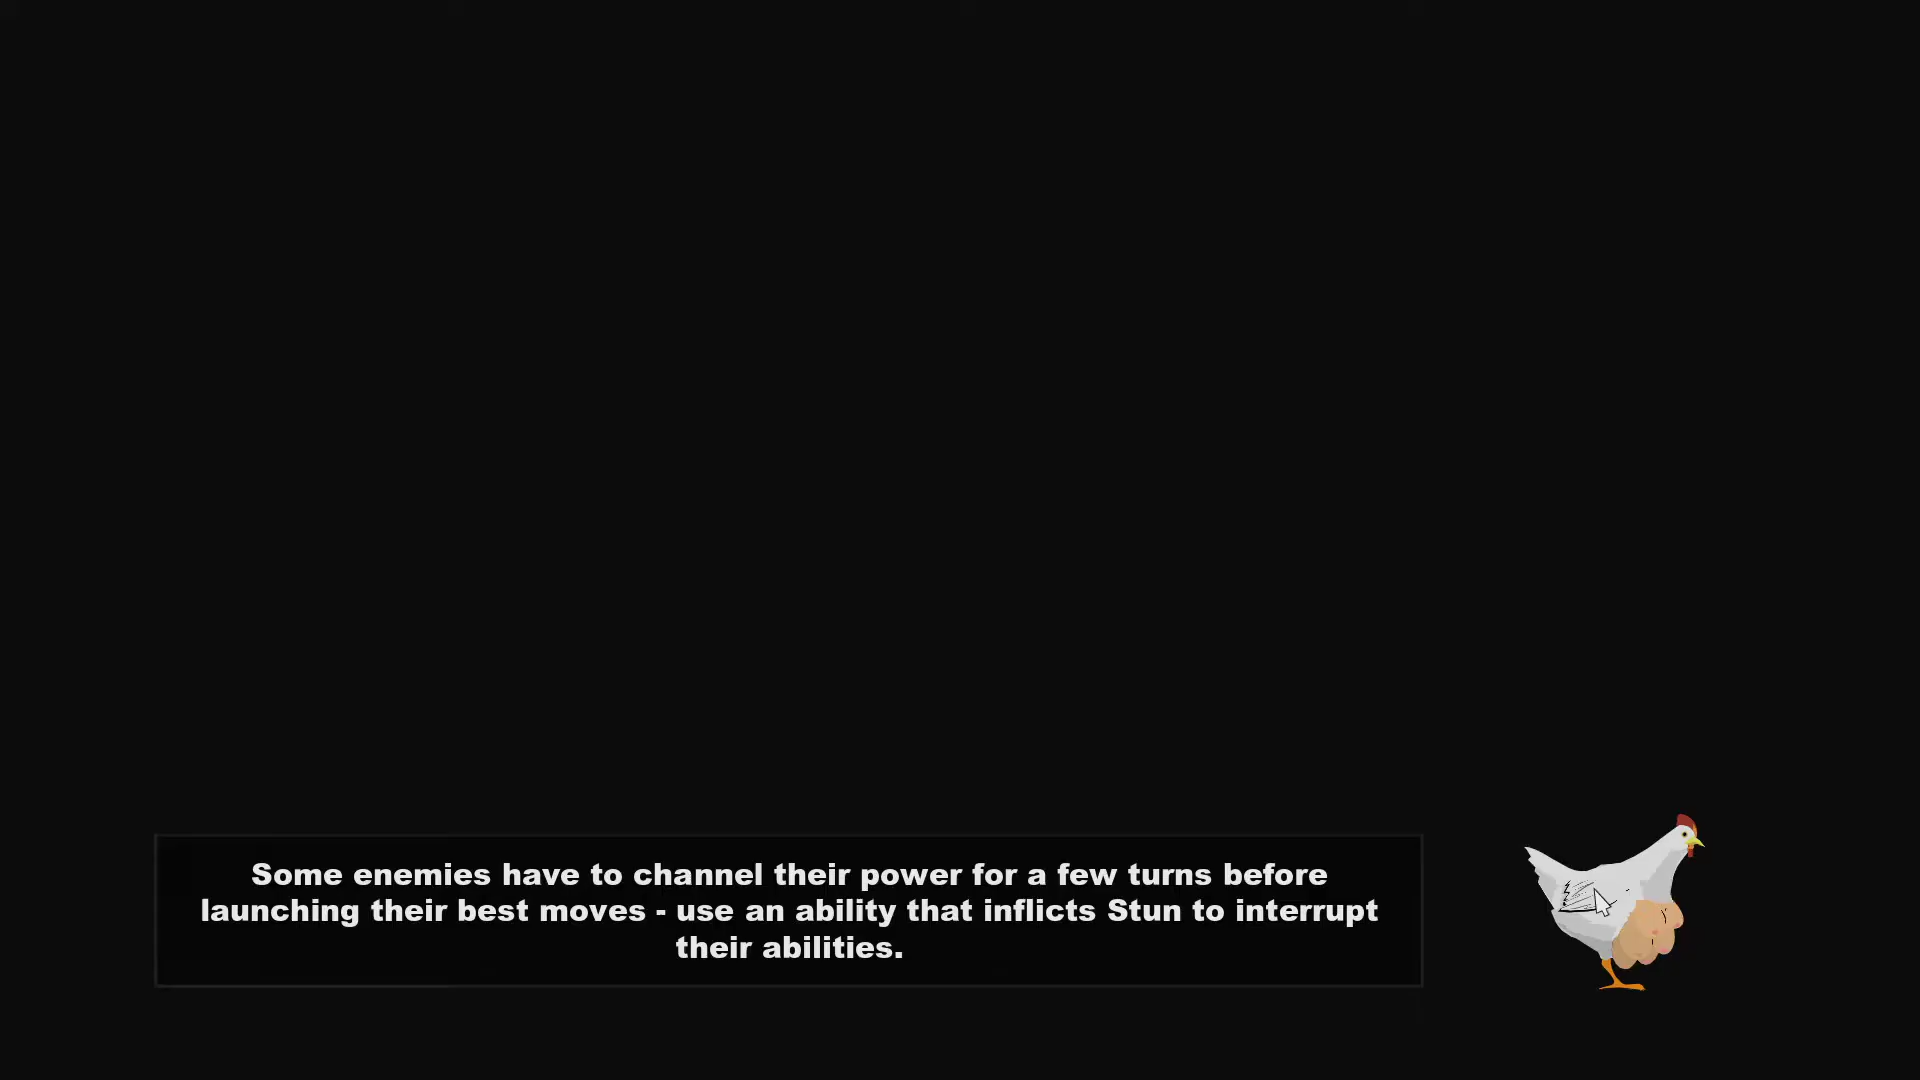 Some enemies have to channel their power for a few turns before
launching their best moves - use an ability that inflicts Stun to interrupt
their abilities.